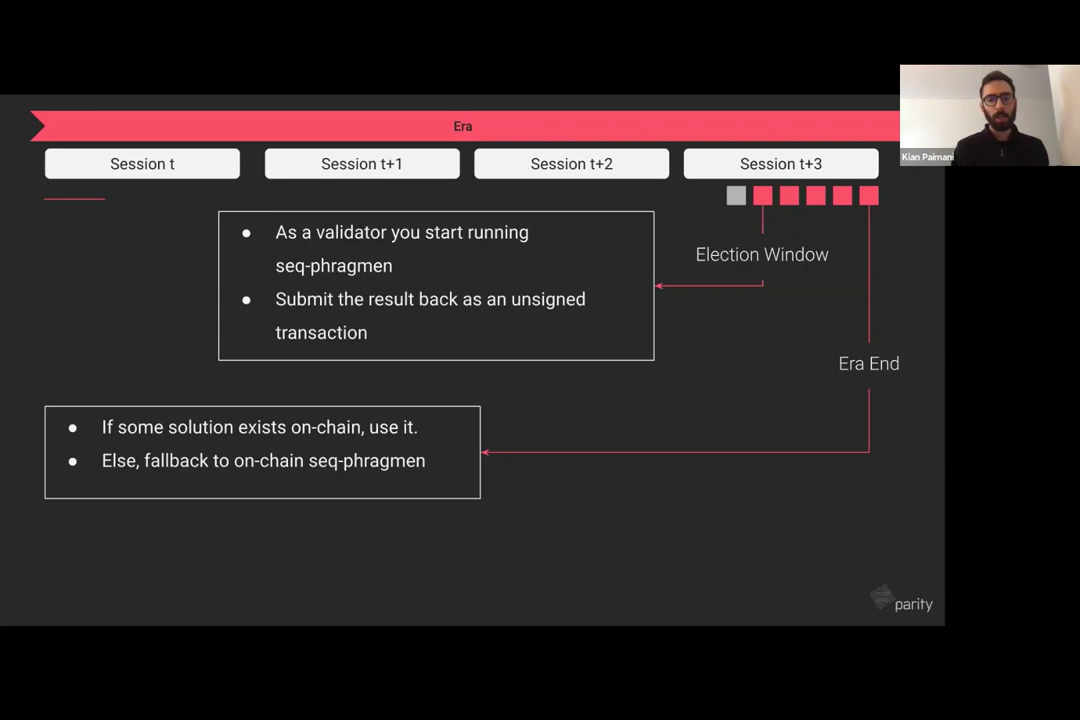 Era
Session t
Session t+1
Session t+2
Session t+3
Kian Paimani
● As a validator you start running
seq-phragmen
● Submit the result back as an unsigned
transaction
Election Window
Era End
● If some solution exists on-chain, use it.
● Else, fallback to on-chain seq-phragmen
parity